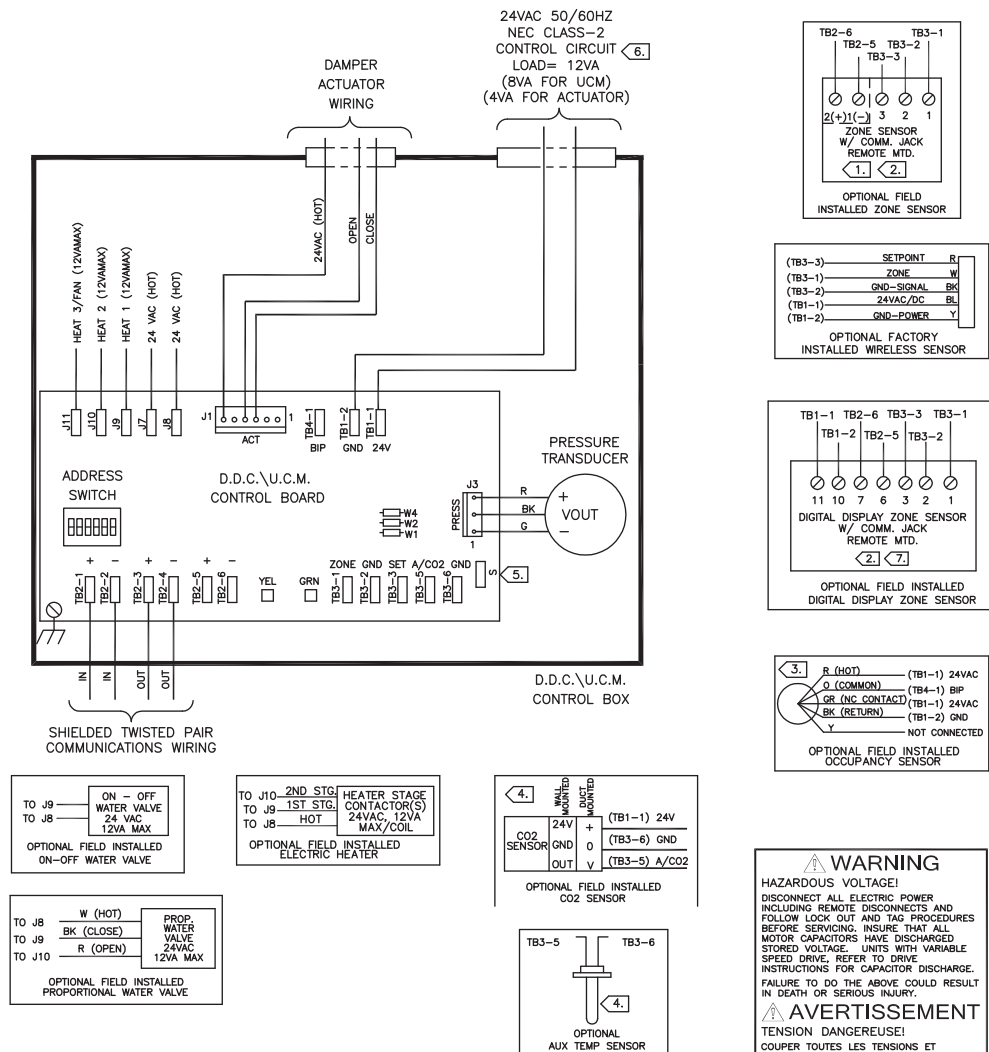 24VAC 50/60HZ
NEC CLASS-2
CONTROL CIRCUIT 6.
LOAD= 12VA
(8VA FOR UCM)
(4VA FOR ACTUATOR)
DAMPER
ACTUATOR
WIRING
24VAC (HOT)
OPEN
CLOSE
HEAT 3/FAN (12VAMAX)
HEAT 2 (12VAMAX)
HEAT 1 (12VAMAX)
24 VAC (HOT)
24 VAC (HOT)
J11
J10
J9
J7
J8
J1
1
ACT
TB4-1
BIP
TB1-2
GND
TB1-1
24V
ADDRESS
SWITCH
D.D.C.\U.C.M.
CONTROL BOARD
W4
W2
W1
PRESSURE
TRANSDUCER
J3
PRESS
1
R
BK
G
+
VOUT
−
S
5.
+ − + − + −
TB2-1
TB2-2
TB2-3
TB2-4
TB2-5
TB2-6
YEL
GRN
ZONE GND SET A/CO2 GND
TB3-1
TB3-2
TB3-3
TB3-5
TB3-6
IN
IN
OUT
OUT
D.D.C.\U.C.M.
CONTROL BOX
SHIELDED TWISTED PAIR
COMMUNICATIONS WIRING
TO J9
TO J8
ON - OFF
WATER VALVE
24 VAC
12VA MAX
OPTIONAL FIELD INSTALLED
ON-OFF WATER VALVE
TO J8 W (HOT)
TO J9 BK (CLOSE)
TO J10 R (OPEN)
PROP.
WATER
VALVE
24VAC
12VA MAX
OPTIONAL FIELD INSTALLED
PROPORTIONAL WATER VALVE
TO J10 2ND STG.
TO J9 1ST STG.
TO J8 HOT
HEATER STAGE
CONTACTOR(S)
24VAC, 12VA
MAX/COIL
OPTIONAL FIELD INSTALLED
ELECTRIC HEATER
4.
WALL
MOUNTED
DUCT
MOUNTED
CO2
SENSOR
24V + (TB1-1) 24V
GND 0 (TB3-6) GND
OUT V (TB3-5) A/CO2
OPTIONAL FIELD INSTALLED
CO2 SENSOR
TB3-5 TB3-6
4.
OPTIONAL
AUX TEMP SENSOR
TB2-6 TB3-1
TB2-5 TB3-2
TB3-3
2(+) 1(-) 3 2 1
ZONE SENSOR
W/ COMM. JACK
REMOTE MTD.
1. 2.
OPTIONAL FIELD
INSTALLED ZONE SENSOR
(TB3-3) SETPOINT R
(TB3-1) ZONE W
(TB3-2) GND-SIGNAL BK
(TB1-1) 24VAC/DC BL
(TB1-2) GND-POWER Y
OPTIONAL FACTORY
INSTALLED WIRELESS SENSOR
TB1-1 TB2-6 TB3-3 TB3-1
TB1-2 TB2-5 TB3-2
11 10 7 6 3 2 1
DIGITAL DISPLAY ZONE SENSOR
W/ COMM. JACK
REMOTE MTD.
2. 7.
OPTIONAL FIELD INSTALLED
DIGITAL DISPLAY ZONE SENSOR
3.
R (HOT) (TB1-1) 24VAC
O (COMMON) (TB4-1) BIP
GR (NC CONTACT) (TB1-1) 24VAC
BK (RETURN) (TB1-2) GND
Y NOT CONNECTED
OPTIONAL FIELD INSTALLED
OCCUPANCY SENSOR
WARNING
HAZARDOUS VOLTAGE!
DISCONNECT ALL ELECTRIC POWER
INCLUDING REMOTE DISCONNECTS AND
FOLLOW LOCK OUT AND TAG PROCEDURES
BEFORE SERVICING. INSURE THAT ALL
MOTOR CAPACITORS HAVE DISCHARGED
STORED VOLTAGE. UNITS WITH VARIABLE
SPEED DRIVE, REFER TO DRIVE
INSTRUCTIONS FOR CAPACITOR DISCHARGE.
FAILURE TO DO THE ABOVE COULD RESULT
IN DEATH OR SERIOUS INJURY.
AVERTISSEMENT
TENSION DANGEREUSE!
COUPER TOUTES LES TENSIONS ET